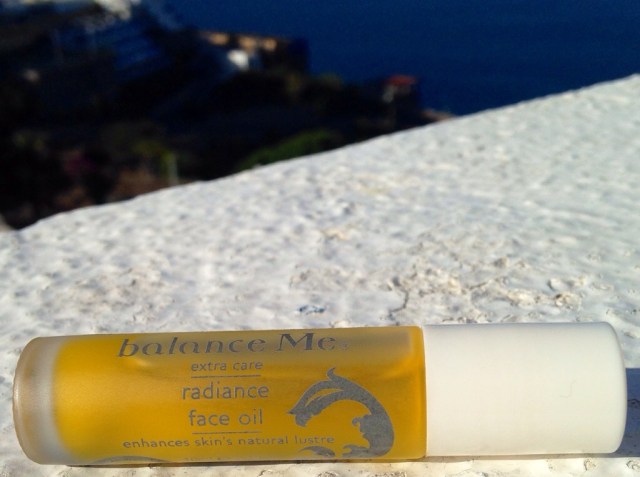 balance Me
extra care
radiance
face oil
enhances skin's natural lustre